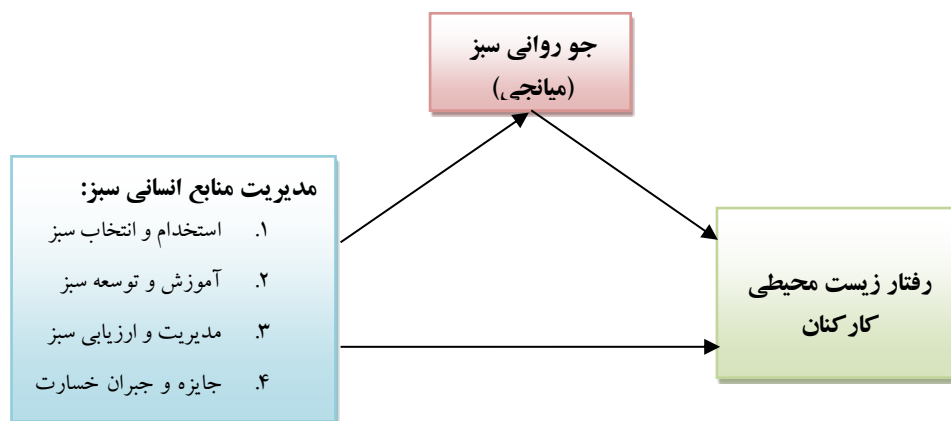 جو روانی سبز
(میانجی)
مدیریت منابع انسانی سبز:
۱. استخدام و انتخاب سبز
۲. آموزش و توسعه سبز
۳. مدیریت و ارزیابی سبز
۴. جایزه و جبران خسارت
رفتار زیست محیطی
کارکنان